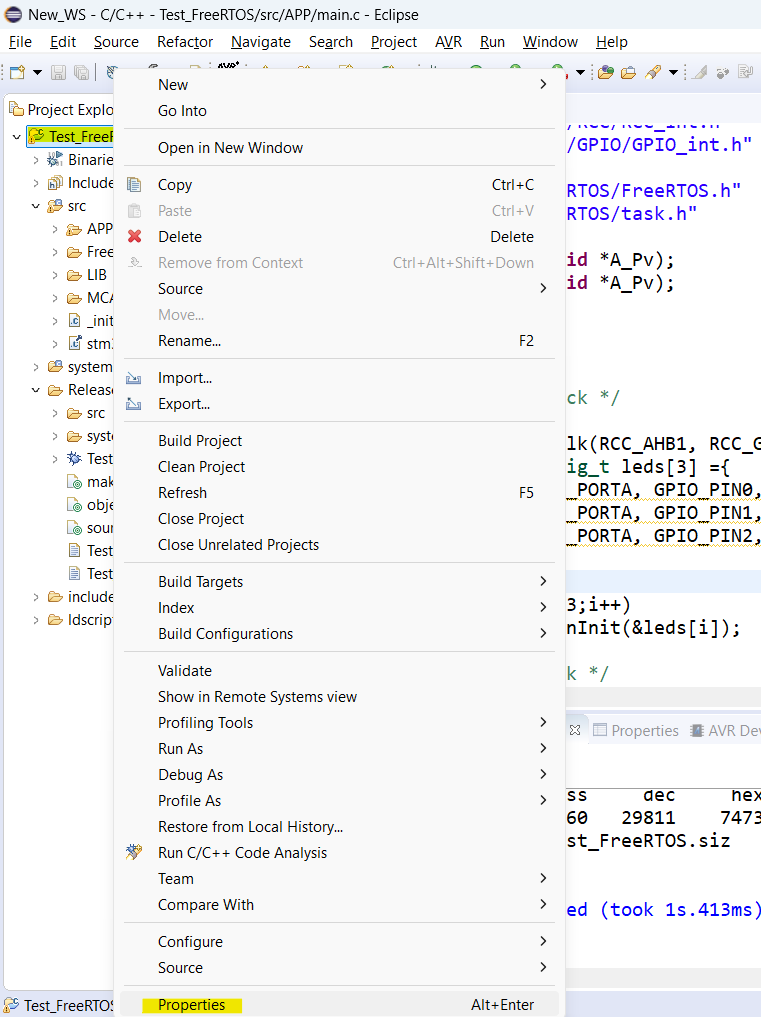 New_WS - C/C++ - Test_FreeRTOS/src/APP/main.c - Eclipse
File Edit Source Refactor Navigate Search Project AVR Run Window Help
Project Explo
Test_FreeR
Binarie
Include
src
APP
Free
LIB
MCA
_init
stm
system
Release
src
syst
Test
mak
obje
sour
Test
Test
include
ldscrip
Test_FreeRTOS
New
Go Into
Open in New Window
Copy Ctrl+C
Paste Ctrl+V
Delete Delete
Remove from Context Ctrl+Alt+Shift+Down
Source
Move...
Rename... F2
Import...
Export...
Build Project
Clean Project
Refresh F5
Close Project
Close Unrelated Projects
Build Targets
Index
Build Configurations
Validate
Show in Remote Systems view
Profiling Tools
Run As
Debug As
Profile As
Restore from Local History...
Run C/C++ Code Analysis
Team
Compare With
Configure
Source
Properties Alt+Enter
/RCC/RCC_int.h"
/GPIO/GPIO_int.h"
RTOS/FreeRTOS.h"
RTOS/task.h"
id *A_Pv);
id *A_Pv);
ck */
lk(RCC_AHB1, RCC_G
ig_t leds[3] ={
_PORTA, GPIO_PIN0,
_PORTA, GPIO_PIN1,
_PORTA, GPIO_PIN2,
3;i++)
nInit(&leds[i]);
k */
Properties AVR Dev
ss dec hex
60 29811 7473
st_FreeRTOS.siz
ed (took 1s.413ms)